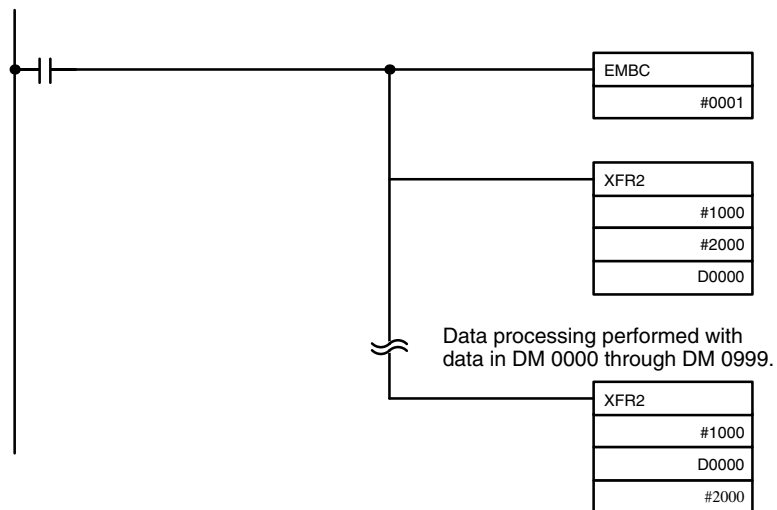 EMBC
#0001
XFR2
#1000
#2000
D0000
Data processing performed with
data in DM 0000 through DM 0999.
XFR2
#1000
D0000
#2000